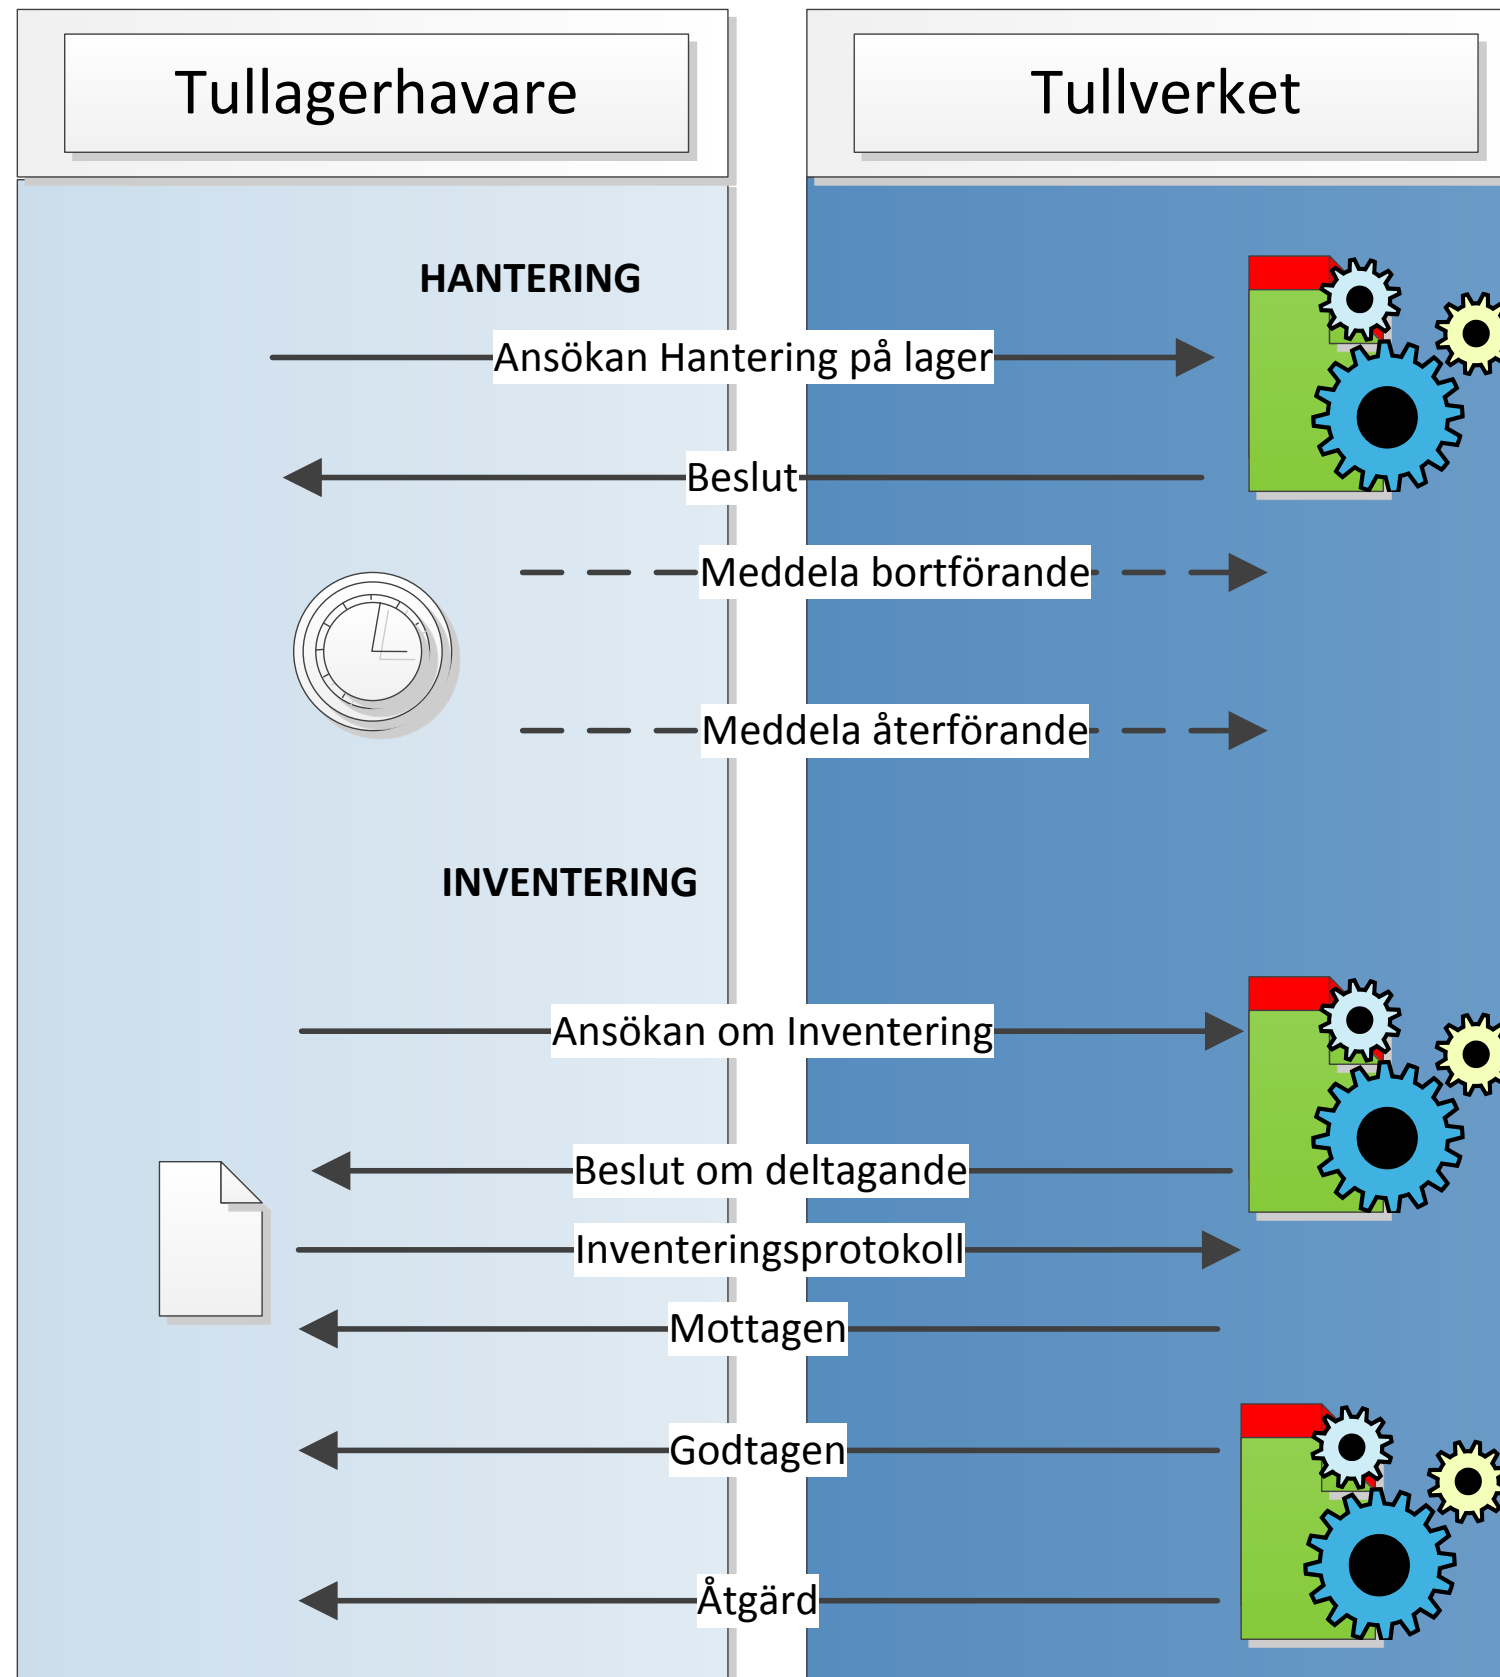 Tullagerhavare
Tullverket
HANTERING
Ansökan Hantering på lager
Beslut
Meddela bortförande
Meddela återförande
INVENTERING
Ansökan om Inventering
Beslut om deltagande
Inventeringsprotokoll
Mottagen
Godtagen
Åtgärd